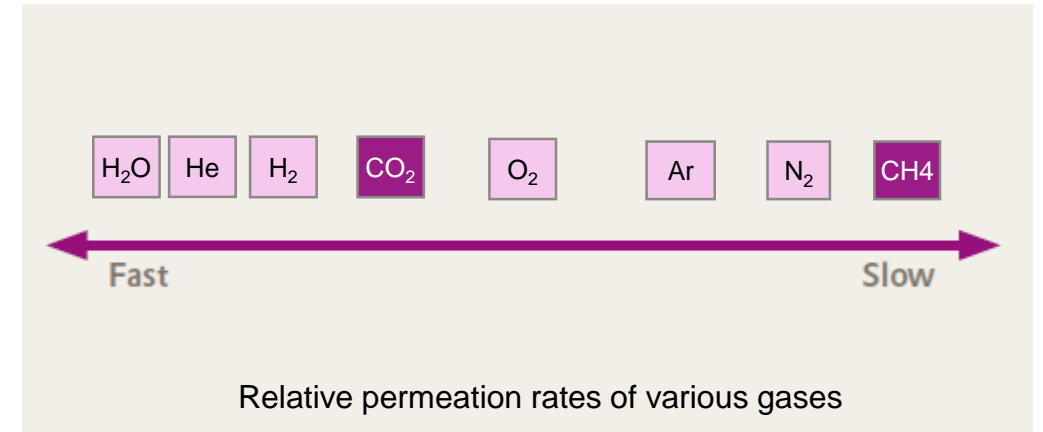 H₂O He H₂ CO₂ O₂ Ar N₂ CH4
Fast Slow
Relative permeation rates of various gases